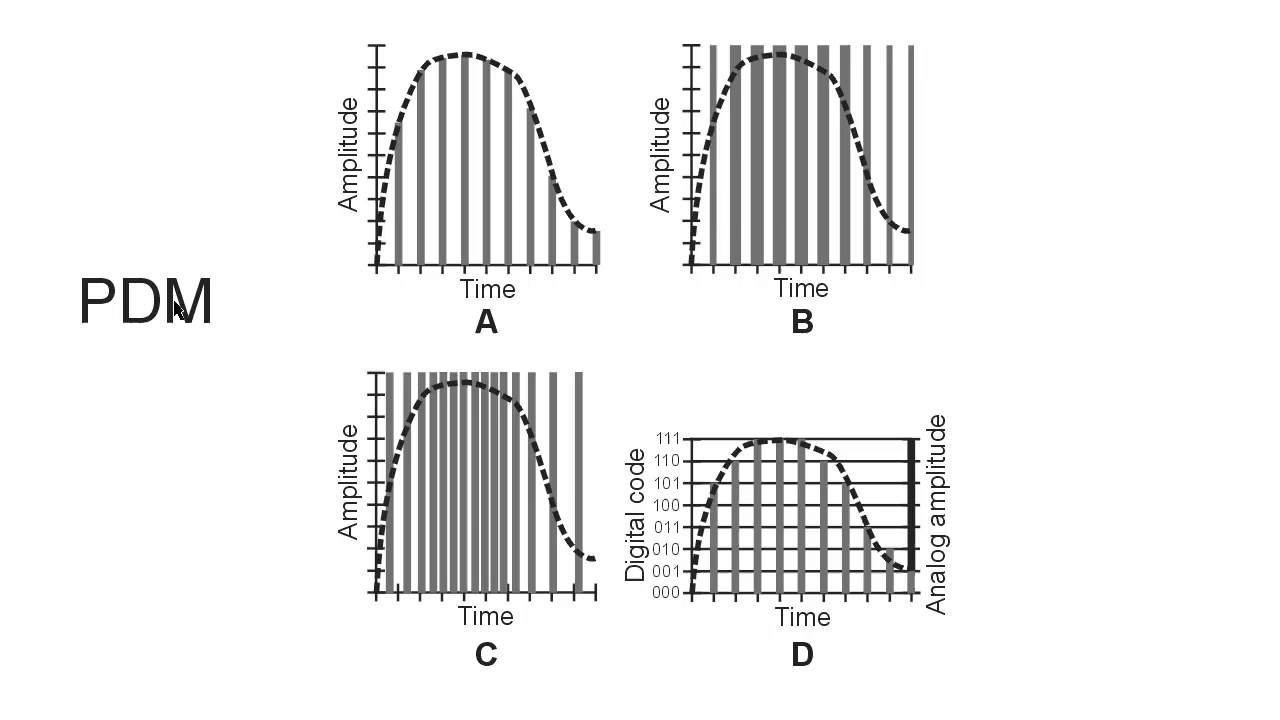 PDM
Amplitude
Time
A
Amplitude
Time
B
Amplitude
Time
C
Digital code
111
110
101
100
011
010
001
000
Analog amplitude
Time
D